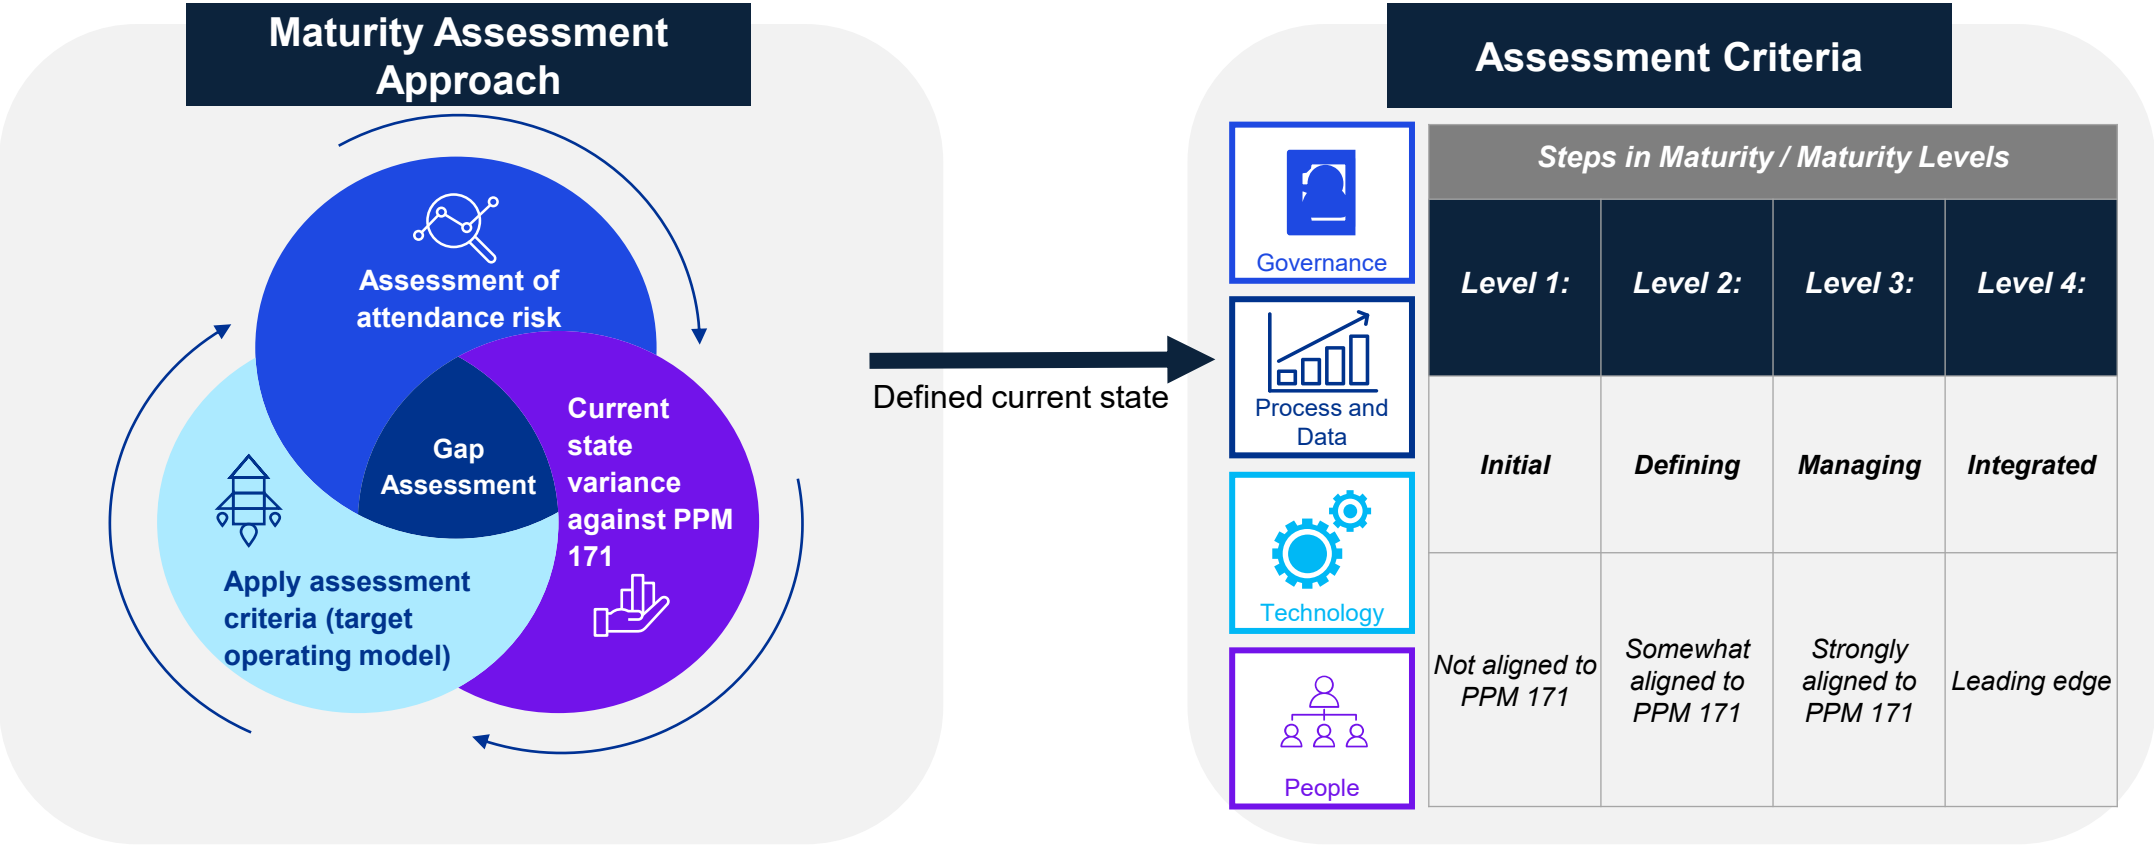 Maturity Assessment
Approach
Assessment of
attendance risk
Current
state
variance
against PPM
171
Gap
Assessment
Apply assessment
criteria (target
operating model)
Defined current state
Assessment Criteria
Governance
Process and
Data
Technology
People
Steps in Maturity / Maturity Levels
Level 1:
Level 2:
Level 3:
Level 4:
Initial
Defining
Managing
Integrated
Not aligned to
PPM 171
Somewhat
aligned to
PPM 171
Strongly
aligned to
PPM 171
Leading edge